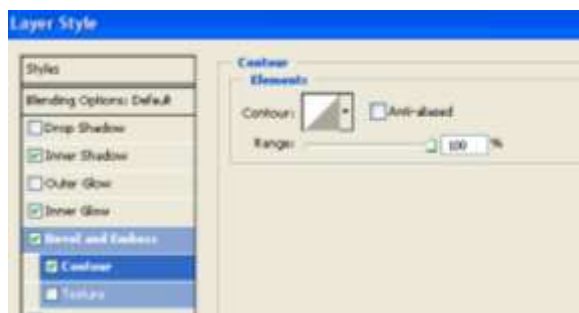 Layer Style
Styles
Blending Options: Default
Drop Shadow
Inner Shadow
Outer Glow
Inner Glow
Bevel and Emboss
Contour
Texture
Contour
Elements
Contour:
Anti-aliased
Range:
100
%